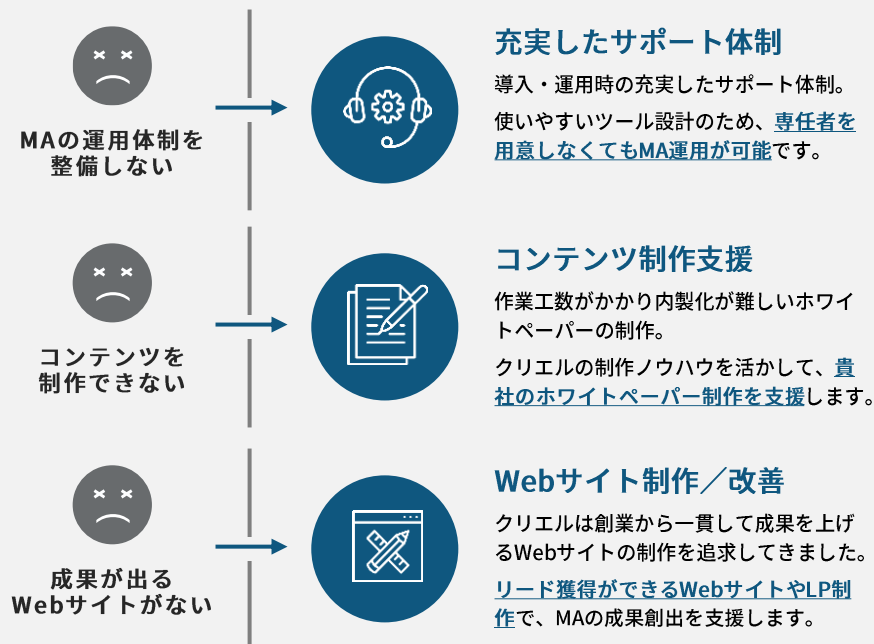 MAの運用体制を
整備しない
充実したサポート体制
導入・運用時の充実したサポート体制。
使いやすいツール設計のため、専任者を
用意しなくてもMA運用が可能です。
コンテンツを
制作できない
コンテンツ制作支援
作業工数がかかり内製化が難しいホワイ
トペーパーの制作。
クリエルの制作ノウハウを活かして、貴
社のホワイトペーパー制作を支援します。
成果が出る
Webサイトがない
Webサイト制作／改善
クリエルは創業から一貫して成果を上げ
るWebサイトの制作を追求してきました。
リード獲得ができるWebサイトやLP制
作で、MAの成果創出を支援します。